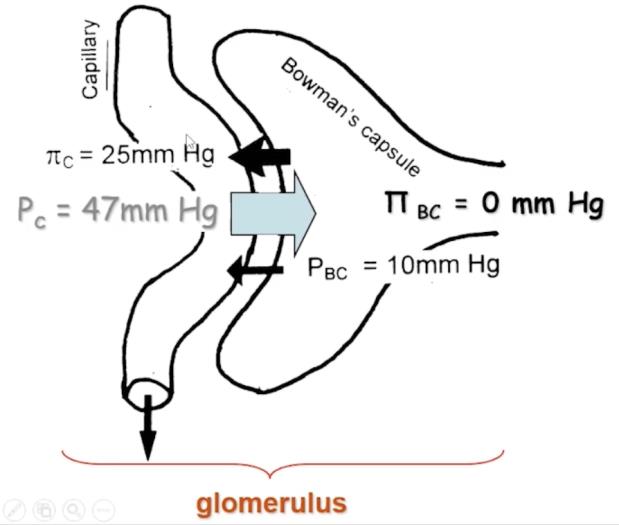 Capillary
Bowman's capsule
πC = 25mm Hg
Pc = 47mm Hg
Π BC = 0 mm Hg
PBC = 10mm Hg
glomerulus